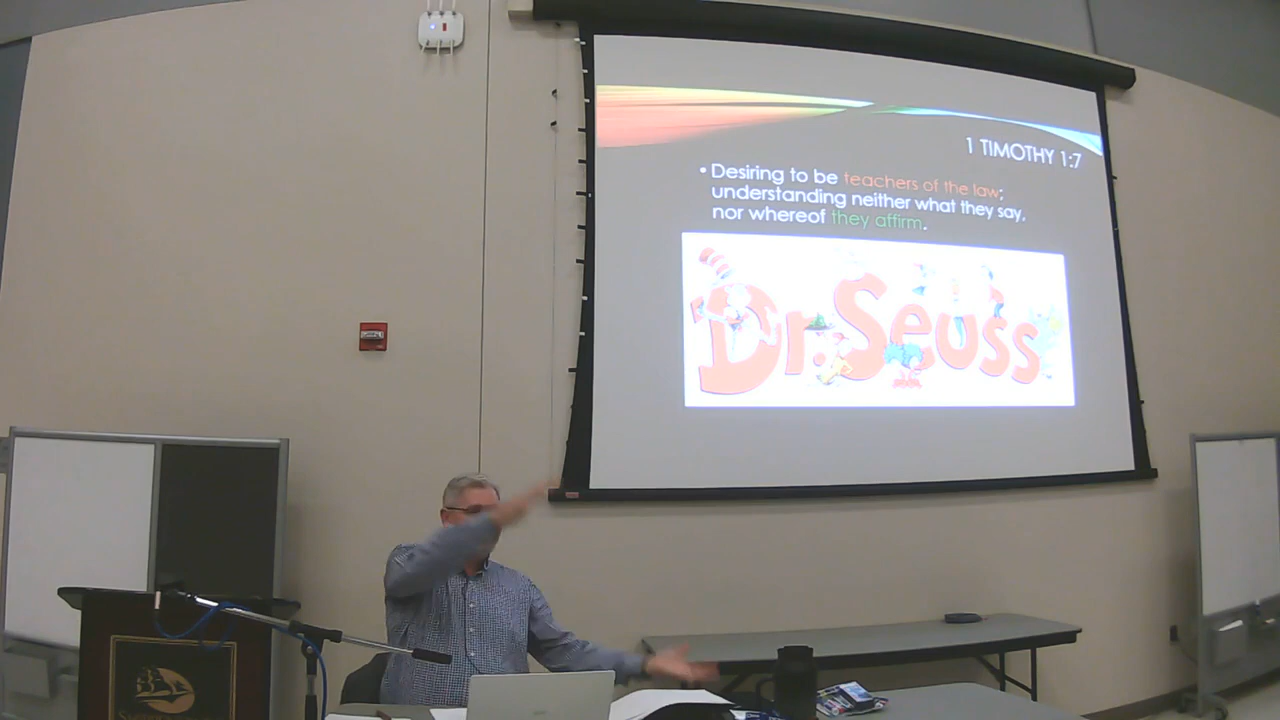 1 TIMOTHY 1:7
• Desiring to be teachers of the law;
understanding neither what they say,
nor whereof they affirm.
Dr. Seuss